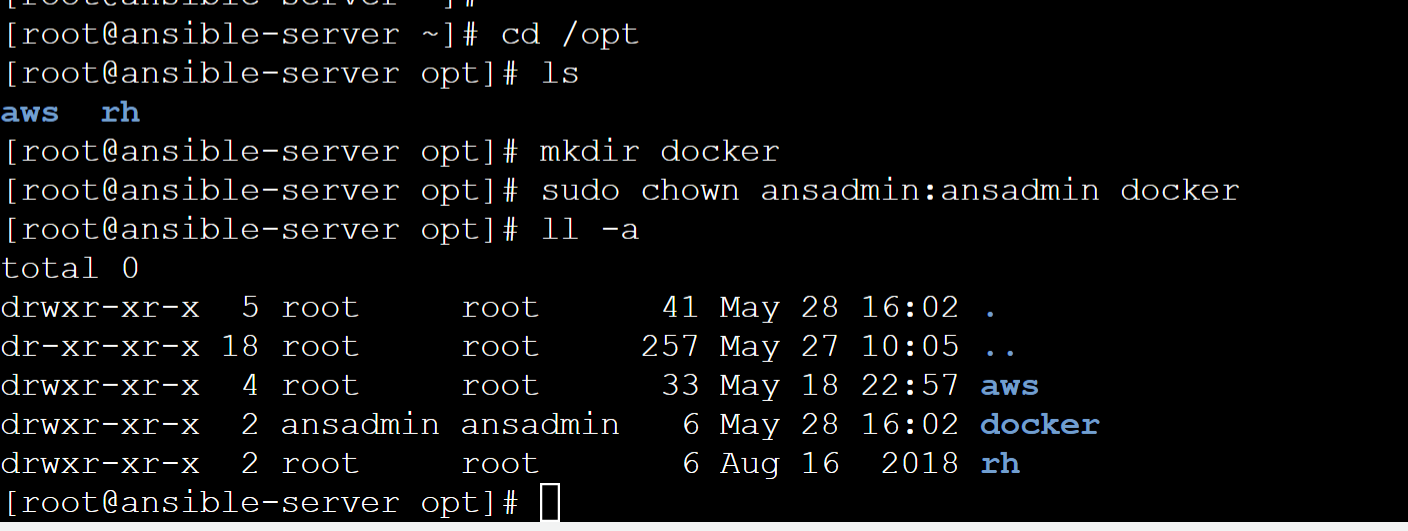 [root@ansible-server ~]#
[root@ansible-server ~]# cd /opt
[root@ansible-server opt]# ls
aws  rh
[root@ansible-server opt]# mkdir docker
[root@ansible-server opt]# sudo chown ansadmin:ansadmin docker
[root@ansible-server opt]# ll -a
total 0
drwxr-xr-x  5 root     root      41 May 28 16:02 .
dr-xr-xr-x 18 root     root     257 May 27 10:05 ..
drwxr-xr-x  4 root     root      33 May 18 22:57 aws
drwxr-xr-x  2 ansadmin ansadmin   6 May 28 16:02 docker
drwxr-xr-x  2 root     root       6 Aug 16  2018 rh
[root@ansible-server opt]#